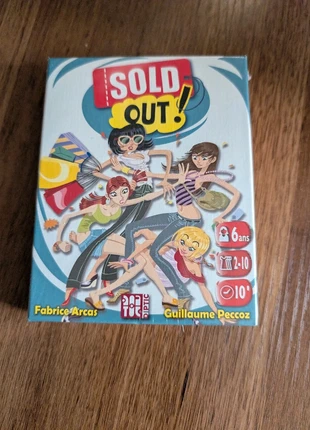 SOLD
OUT!
6 ans
2-10
10'
Fabrice Arcas
Guillaume Peccoz